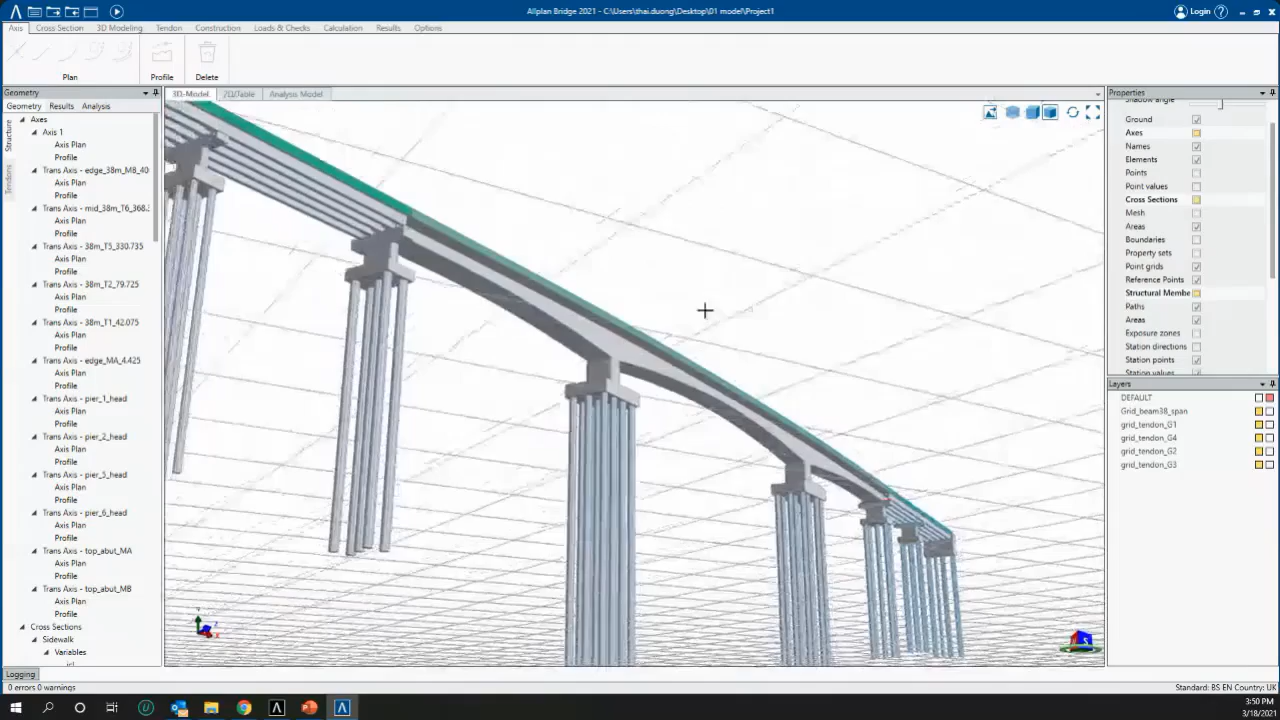 Allplan Bridge 2021 - C:\Users\thai.duong\Desktop\01 model\Project1
Login
Axis Cross Section 3D Modeling Tendon Construction Loads & Checks Calculation Results Options
Plan Profile Delete
Geometry
Geometry Results Analysis
Structure
Tendons
Axes
Axis 1
Axis Plan
Profile
Trans Axis - edge_38m_MB_40
Axis Plan
Profile
Trans Axis - mid_38m_T6_368.
Axis Plan
Profile
Trans Axis - 38m_T5_330.735
Axis Plan
Profile
Trans Axis - 38m_T2_79.725
Axis Plan
Profile
Trans Axis - 38m_T1_42.075
Axis Plan
Profile
Trans Axis - edge_MA_4.425
Axis Plan
Profile
Trans Axis - pier_1_head
Axis Plan
Profile
Trans Axis - pier_2_head
Axis Plan
Profile
Trans Axis - pier_5_head
Axis Plan
Profile
Trans Axis - pier_6_head
Axis Plan
Profile
Trans Axis - top_abut_MA
Axis Plan
Profile
Trans Axis - top_abut_MB
Axis Plan
Profile
Cross Sections
Sidewalk
Variables
3D-Model 2D/Table Analysis Model
Properties
Shadow angle
Ground
Axes
Names
Elements
Points
Point values
Cross Sections
Mesh
Areas
Boundaries
Property sets
Point grids
Reference Points
Structural Membe
Paths
Areas
Exposure zones
Station directions
Station points
Station values
Layers
DEFAULT
Grid_beam38_span
grid_tendon_G1
grid_tendon_G4
grid_tendon_G2
grid_tendon_G3
Logging
0 errors 0 warnings
Standard: BS EN Country: UK
3:50 PM
3/18/2021